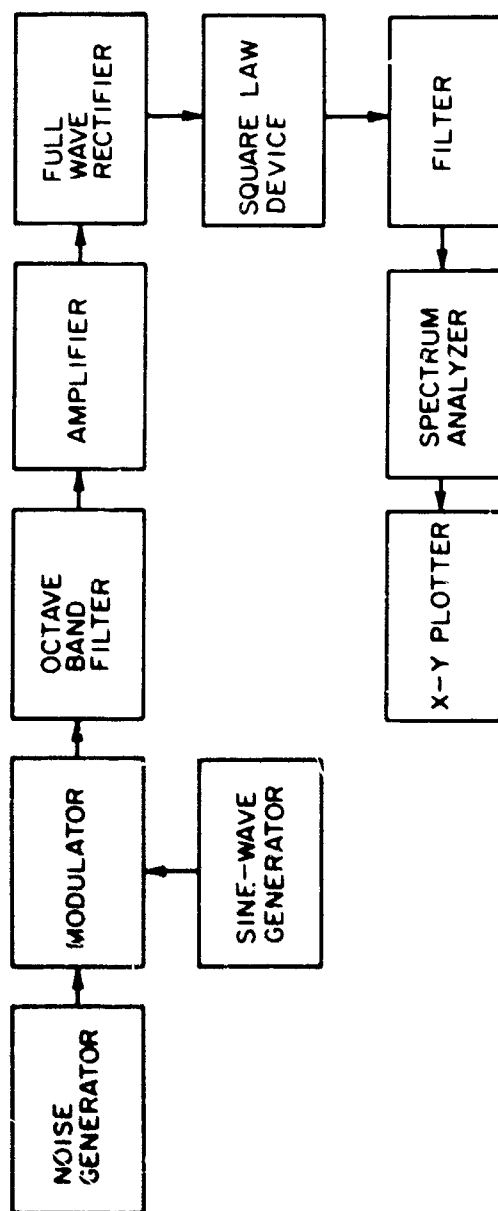 NOISE
GENERATOR
MODULATOR
SINE-WAVE
GENERATOR
OCTAVE
BAND
FILTER
AMPLIFIER
FULL
WAVE
RECTIFIER
SQUARE LAW
DEVICE
FILTER
SPECTRUM
ANALYZER
X-Y PLOTTER